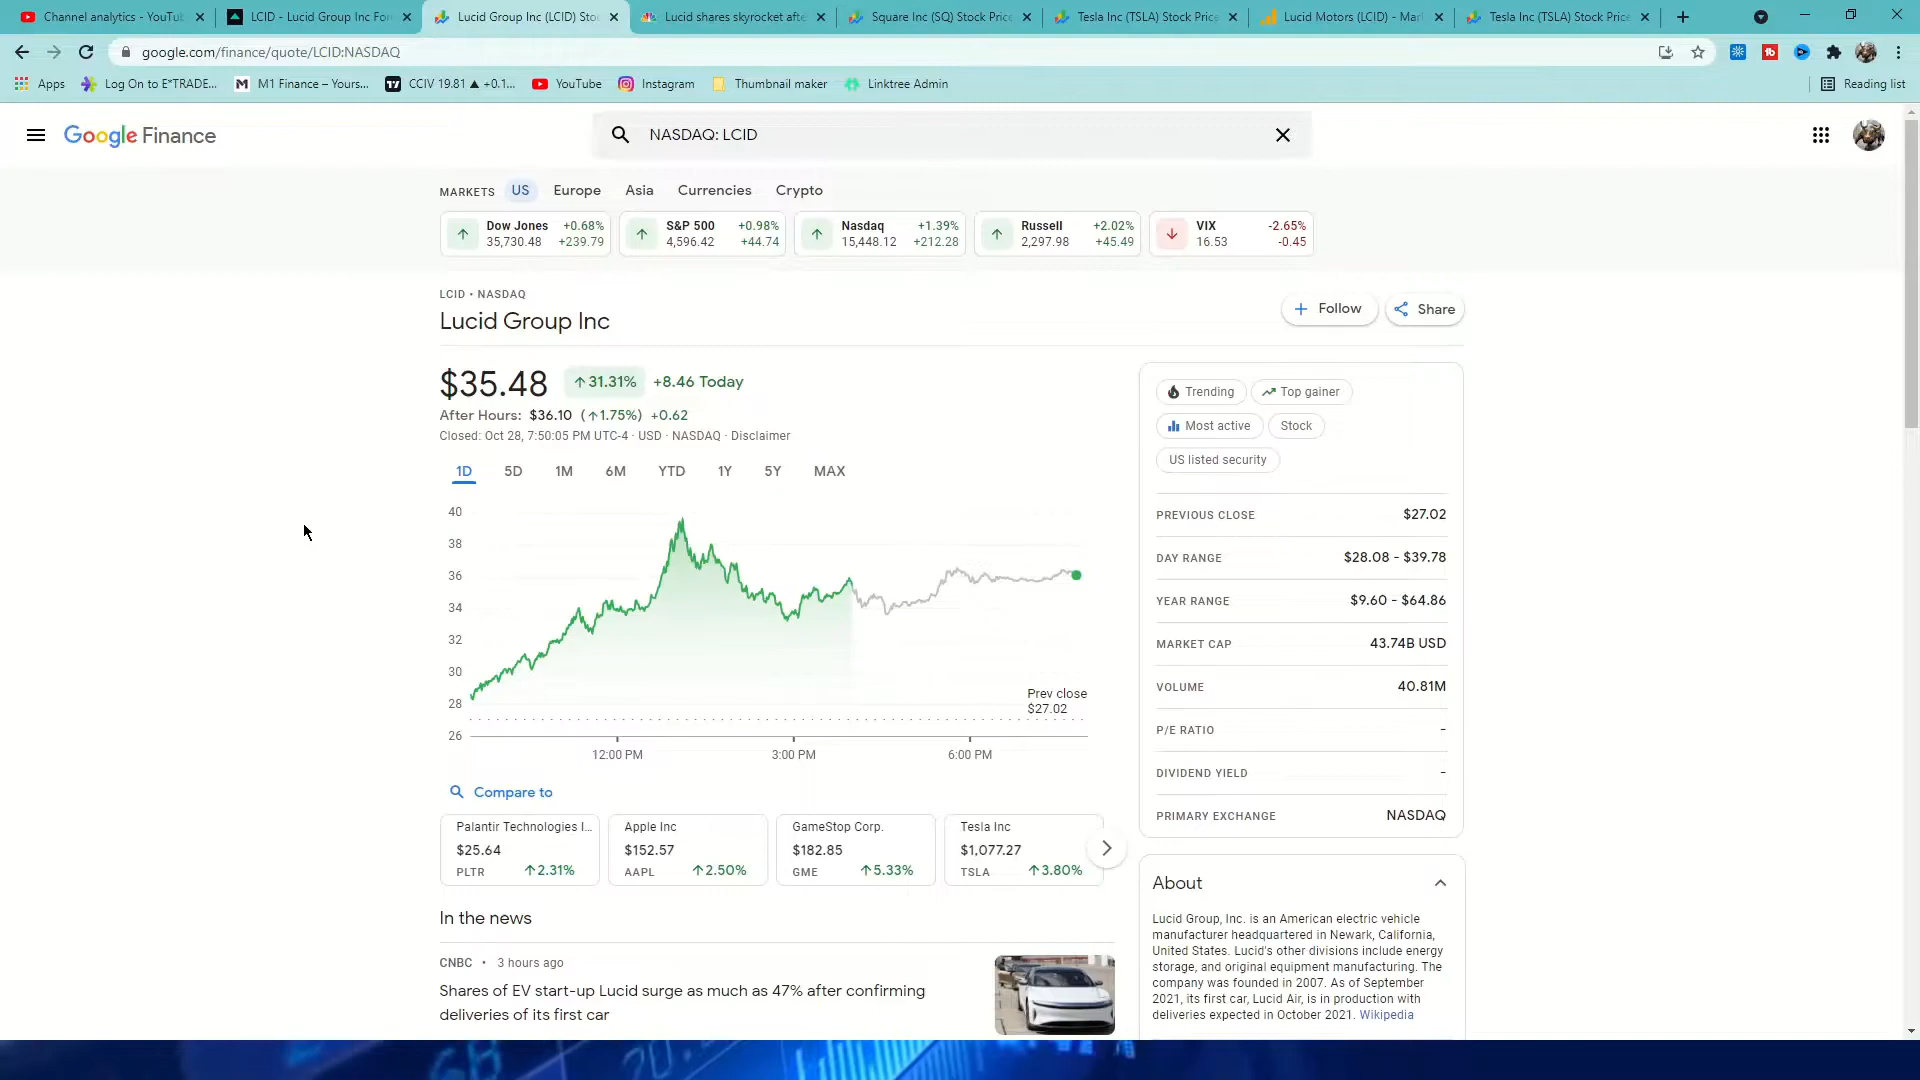 Channel analytics - YouTu
LCID - Lucid Group Inc For
Lucid Group Inc (LCID) Sto
Lucid shares skyrocket afte
Square Inc (SQ) Stock Price
Tesla Inc (TSLA) Stock Price
Lucid Motors (LCID) - Mar
Tesla Inc (TSLA) Stock Price
google.com/finance/quote/LCID:NASDAQ
Apps
Log On to E*TRADE...
M1 Finance – Yours...
CCIV 19.81 ▲ +0.1...
YouTube
Instagram
Thumbnail maker
Linktree Admin
Reading list
Google Finance
NASDAQ: LCID
MARKETS US Europe Asia Currencies Crypto
Dow Jones +0.68%
35,730.48 +239.79
S&P 500 +0.98%
4,596.42 +44.74
Nasdaq +1.39%
15,448.12 +212.28
Russell +2.02%
2,297.98 +45.49
VIX -2.65%
16.53 -0.45
LCID • NASDAQ
Lucid Group Inc
Follow
Share
$35.48 ↑31.31% +8.46 Today
After Hours: $36.10 (↑1.75%) +0.62
Closed: Oct 28, 7:50:05 PM UTC-4 · USD · NASDAQ · Disclaimer
1D 5D 1M 6M YTD 1Y 5Y MAX
40
38
36
34
32
30
28
26
Prev close
$27.02
12:00 PM 3:00 PM 6:00 PM
Trending
Top gainer
Most active
Stock
US listed security
PREVIOUS CLOSE $27.02
DAY RANGE $28.08 - $39.78
YEAR RANGE $9.60 - $64.86
MARKET CAP 43.74B USD
VOLUME 40.81M
P/E RATIO -
DIVIDEND YIELD -
PRIMARY EXCHANGE NASDAQ
Compare to
Palantir Technologies I...
$25.64
PLTR ↑2.31%
Apple Inc
$152.57
AAPL ↑2.50%
GameStop Corp.
$182.85
GME ↑5.33%
Tesla Inc
$1,077.27
TSLA ↑3.80%
In the news
CNBC • 3 hours ago
Shares of EV start-up Lucid surge as much as 47% after confirming
deliveries of its first car
About
Lucid Group, Inc. is an American electric vehicle
manufacturer headquartered in Newark, California,
United States. Lucid's other divisions include energy
storage, and original equipment manufacturing. The
company was founded in 2007. As of September
2021, its first car, Lucid Air, is in production with
deliveries expected in October 2021. Wikipedia